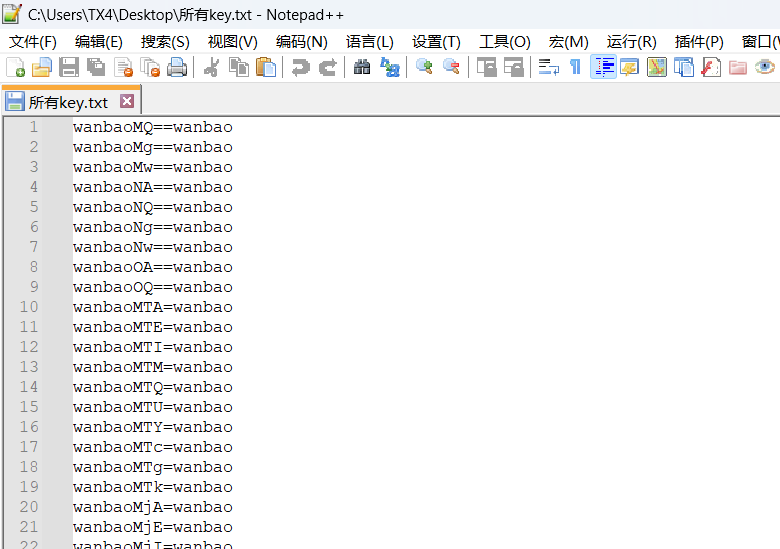 C:\Users\TX4\Desktop\所有key.txt - Notepad++
文件(F) 编辑(E) 搜索(S) 视图(V) 编码(N) 语言(L) 设置(T) 工具(O) 宏(M) 运行(R) 插件(P) 窗口(
所有key.txt
1 wanbaoMQ==wanbao
2 wanbaoMg==wanbao
3 wanbaoMw==wanbao
4 wanbaoNA==wanbao
5 wanbaoNQ==wanbao
6 wanbaoNg==wanbao
7 wanbaoNw==wanbao
8 wanbaoOA==wanbao
9 wanbaoOQ==wanbao
10 wanbaoMTA=wanbao
11 wanbaoMTE=wanbao
12 wanbaoMTI=wanbao
13 wanbaoMTM=wanbao
14 wanbaoMTQ=wanbao
15 wanbaoMTU=wanbao
16 wanbaoMTY=wanbao
17 wanbaoMTc=wanbao
18 wanbaoMTg=wanbao
19 wanbaoMTk=wanbao
20 wanbaoMjA=wanbao
21 wanbaoMjE=wanbao
22 wanbaoMjI=wanbao